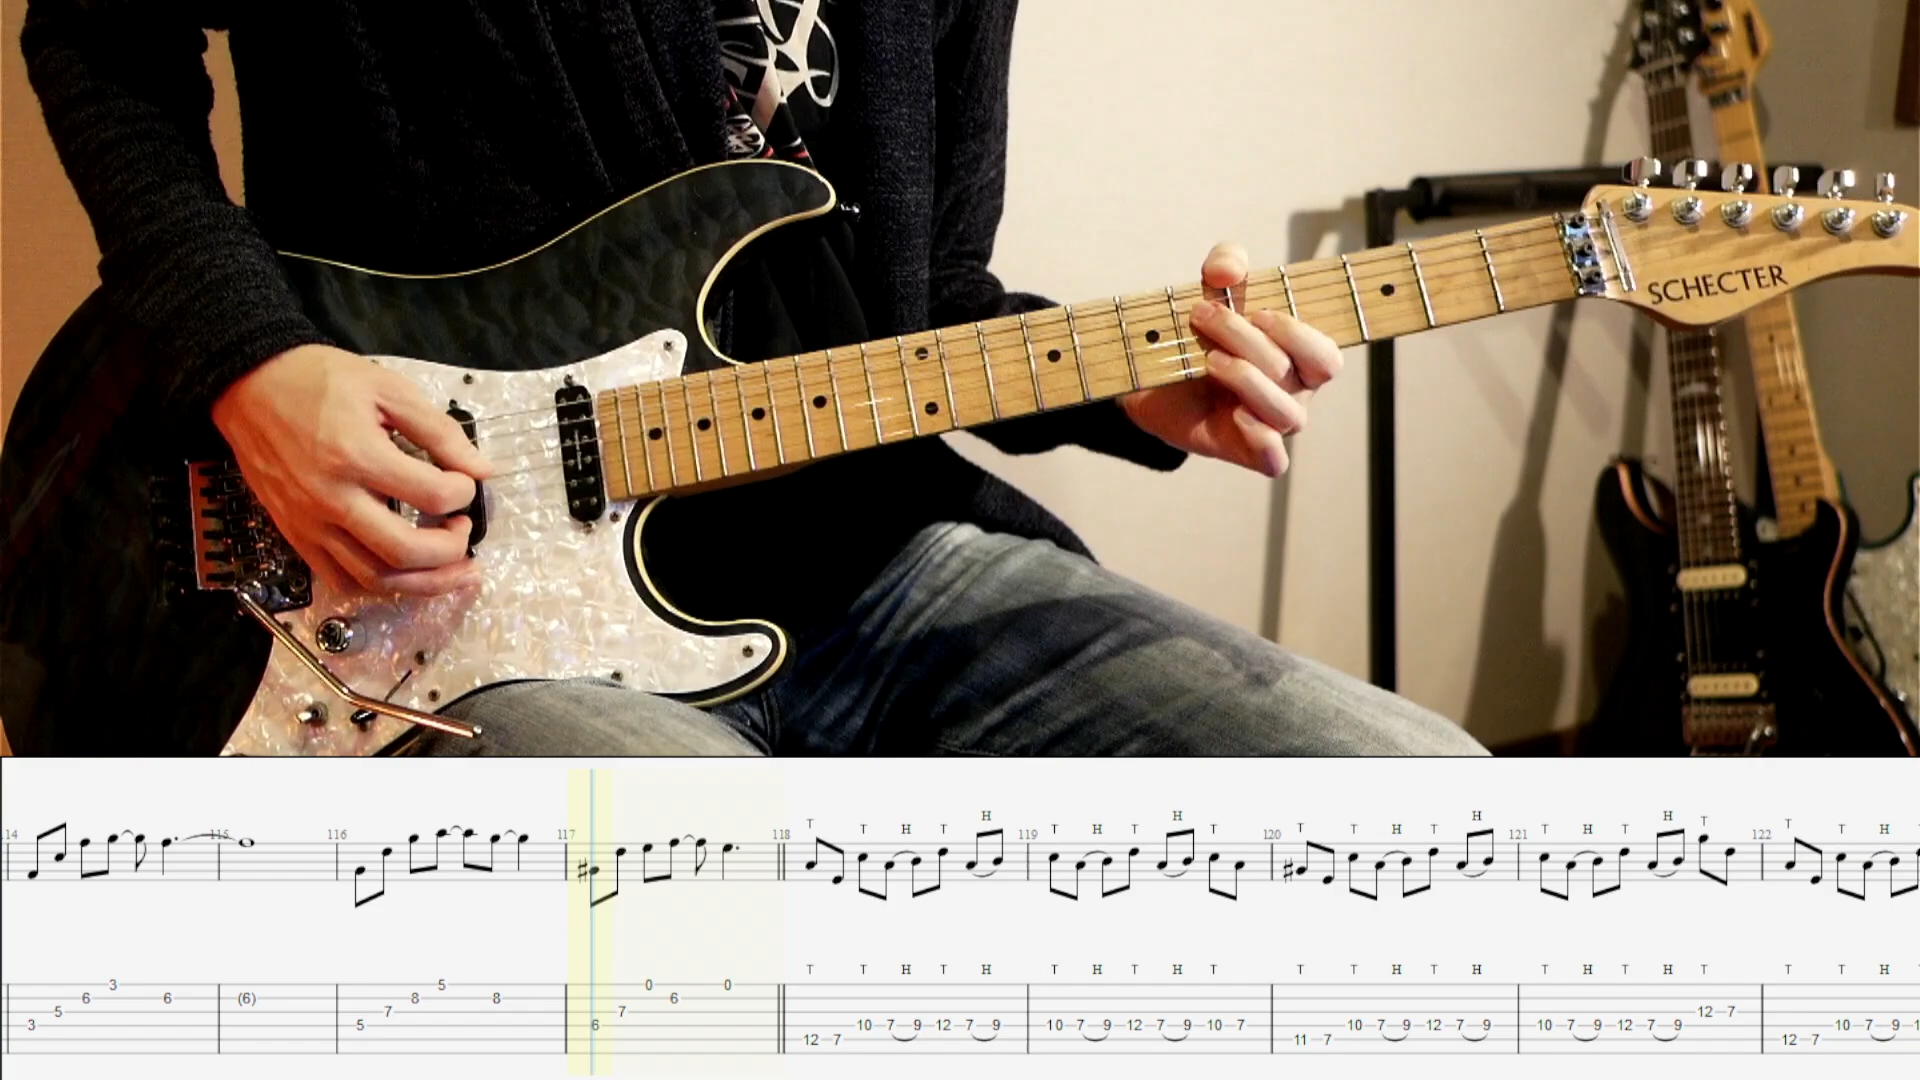 SCHECTER
T H T H T H T H T T H T H T H T H T T H
14 115 116 117 118 119 120 121 122
H H H H
T T H T T H T H T T T H T T H T H T T T H
T T H T H T H T H T T T H T H T H T H T T T H
3 5 0 0
6 6 (6) 8 8 6
5 7 7 12 7
3 5 6 10 7 9 12 7 9 10 7 9 12 7 9 10 7 10 7 9 12 7 9 10 7 9 12 7 9 10 7 9
12 7 11 7 12 7